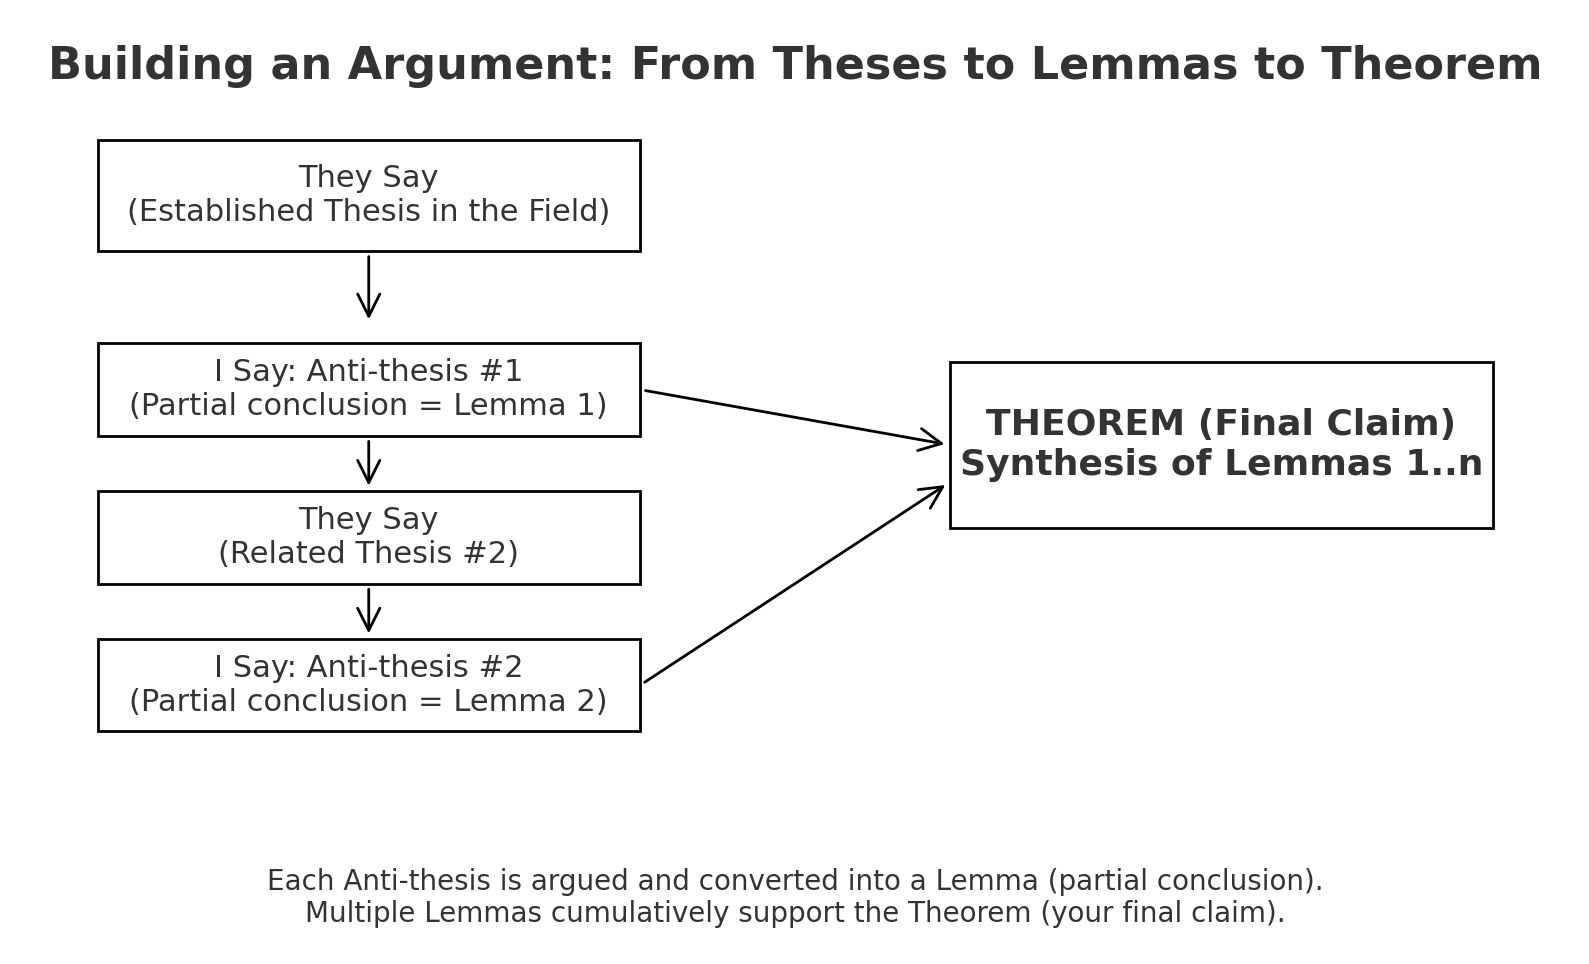 Building an Argument: From Theses to Lemmas to Theorem
They Say
(Established Thesis in the Field)
I Say: Anti-thesis #1
(Partial conclusion = Lemma 1)
They Say
(Related Thesis #2)
I Say: Anti-thesis #2
(Partial conclusion = Lemma 2)
THEOREM (Final Claim)
Synthesis of Lemmas 1..n
Each Anti-thesis is argued and converted into a Lemma (partial conclusion).
Multiple Lemmas cumulatively support the Theorem (your final claim).